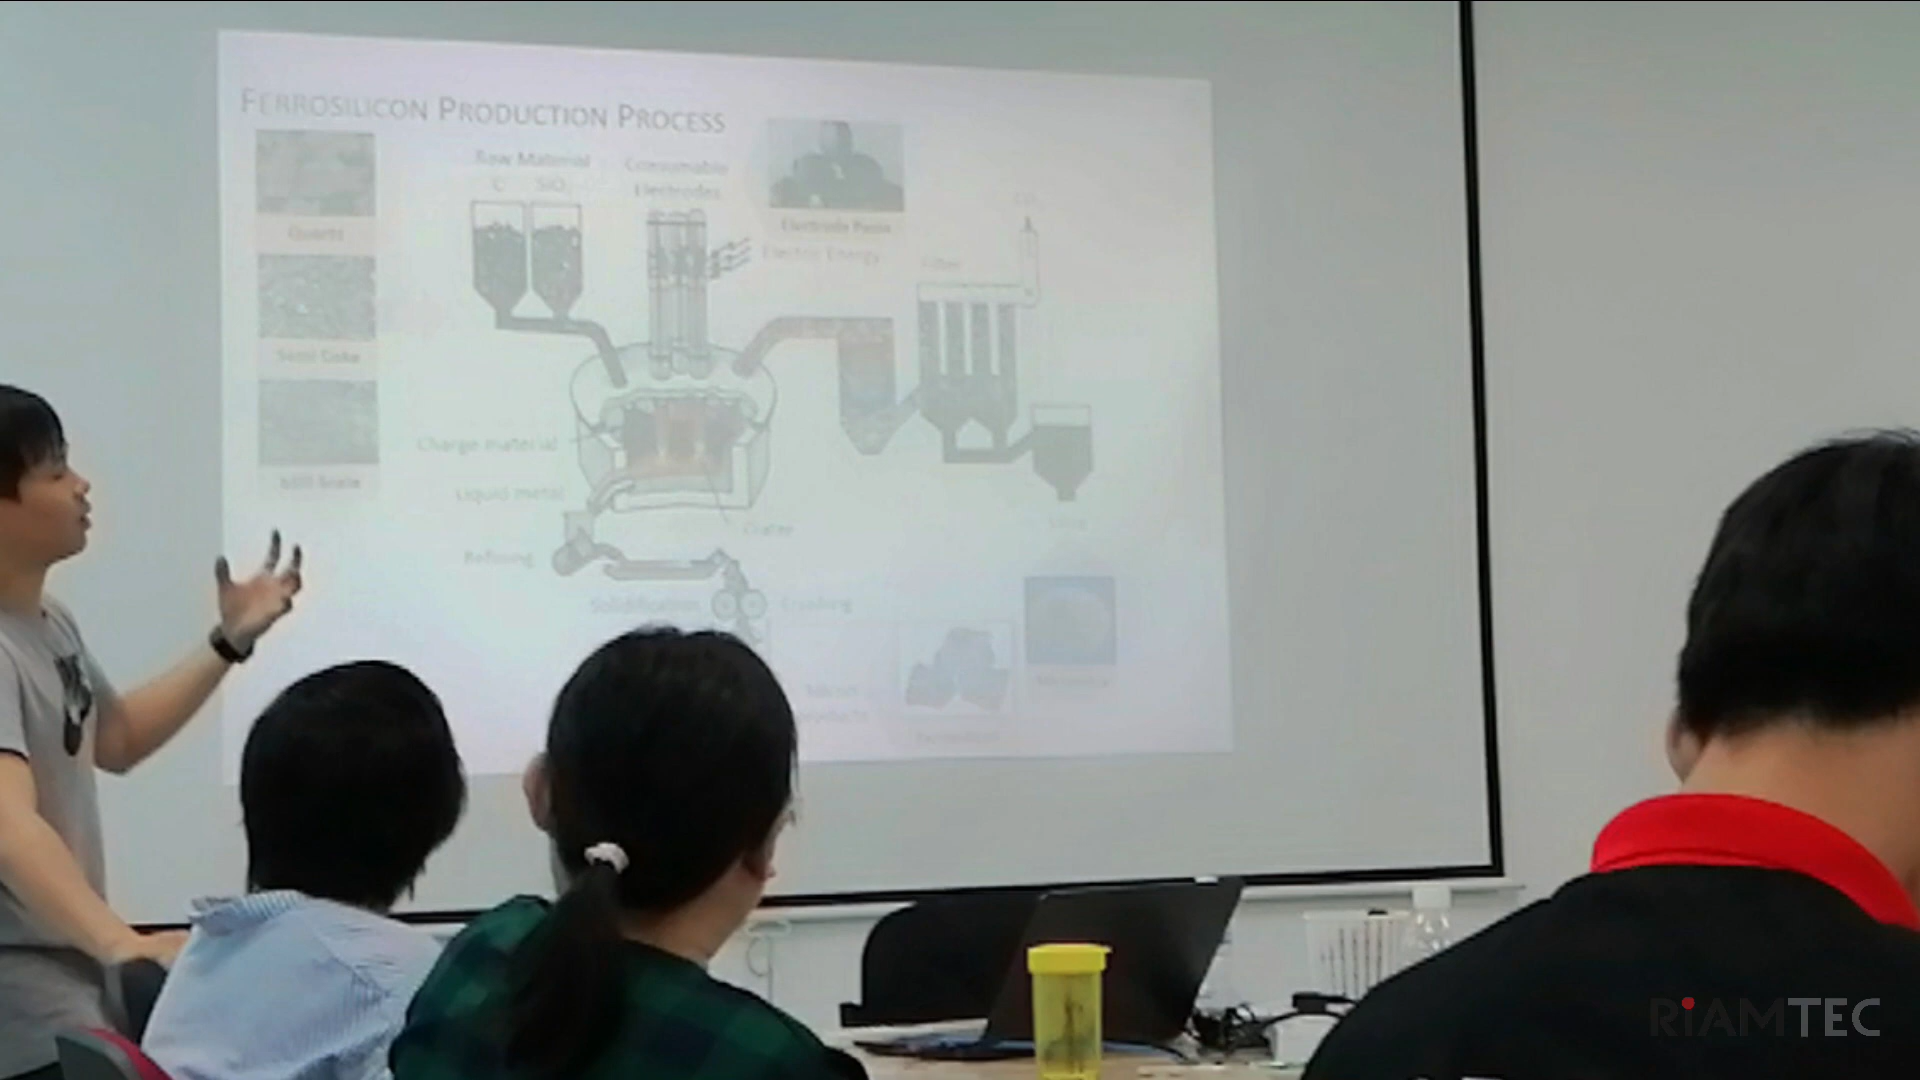 FERROSILICON PRODUCTION PROCESS
Raw Material
C SiO
Consumable
Electrodes
Quartz
Electrode Paste
Electric Energy
Filter
Semi Coke
Charge material
Mill Scale
Liquid metal
Crater
Refining
Solidification
Crushing
RiAMTEC